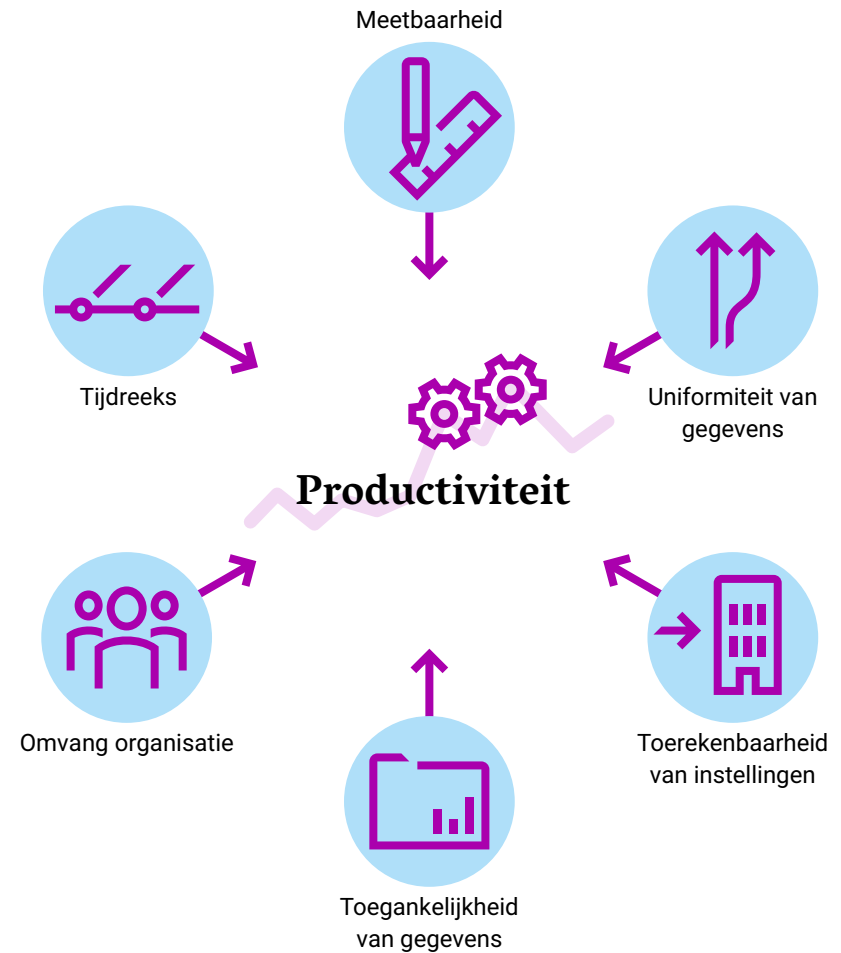 Meetbaarheid
Tijdreeks
Uniformiteit van
gegevens
Productiviteit
Omvang organisatie
Toerekenbaarheid
van instellingen
Toegankelijkheid
van gegevens